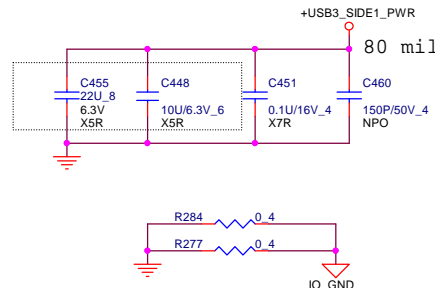 +USB3_SIDE1_PWR
80 mil
C455
22U_8
6.3V
X5R
C448
10U/6.3V_6
X5R
C451
0.1U/16V_4
X7R
C460
150P/50V_4
NPO
R284
0_4
R277
0_4
IO_GND